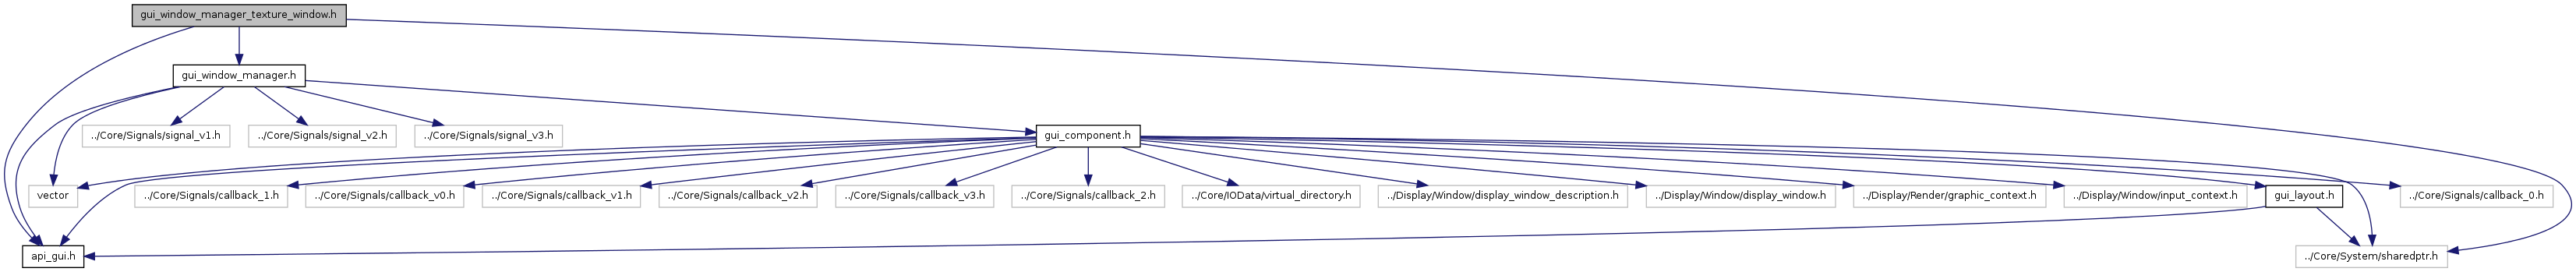 gui_window_manager_texture_window.h
gui_window_manager.h
../Core/Signals/signal_v1.h
../Core/Signals/signal_v2.h
../Core/Signals/signal_v3.h
gui_component.h
vector
../Core/Signals/callback_1.h
../Core/Signals/callback_v0.h
../Core/Signals/callback_v1.h
../Core/Signals/callback_v2.h
../Core/Signals/callback_v3.h
../Core/Signals/callback_2.h
../Core/IOData/virtual_directory.h
../Display/Window/display_window_description.h
../Display/Window/display_window.h
../Display/Render/graphic_context.h
../Display/Window/input_context.h
gui_layout.h
../Core/Signals/callback_0.h
api_gui.h
../Core/System/sharedptr.h